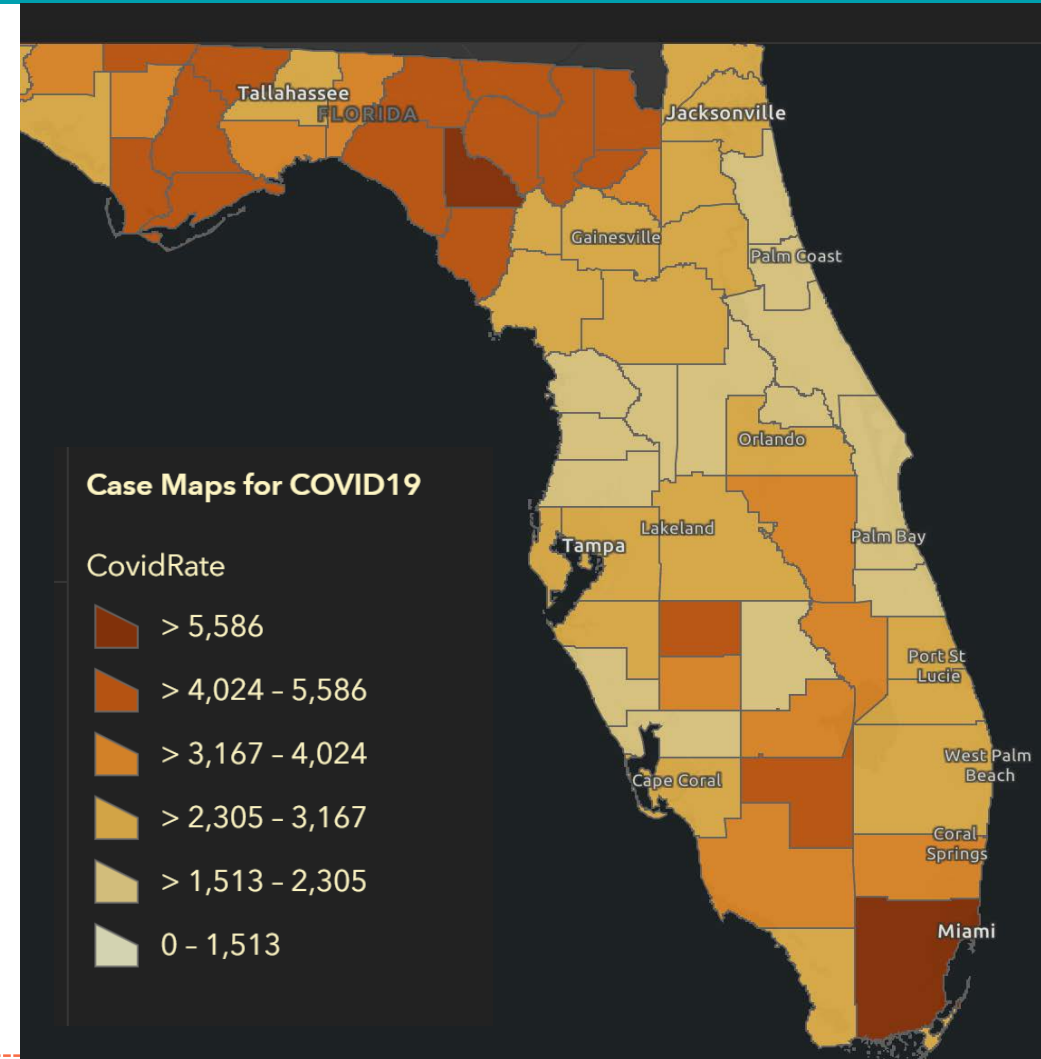 Tallahassee
FLORIDA
Jacksonville
Gainesville
Palm Coast
Orlando
Case Maps for COVID19
CovidRate
> 5,586
> 4,024 – 5,586
> 3,167 – 4,024
> 2,305 – 3,167
> 1,513 – 2,305
0 – 1,513
Lakeland
Tampa
Palm Bay
Port St
Lucie
West Palm
Beach
Cape Coral
Coral
Springs
Miami